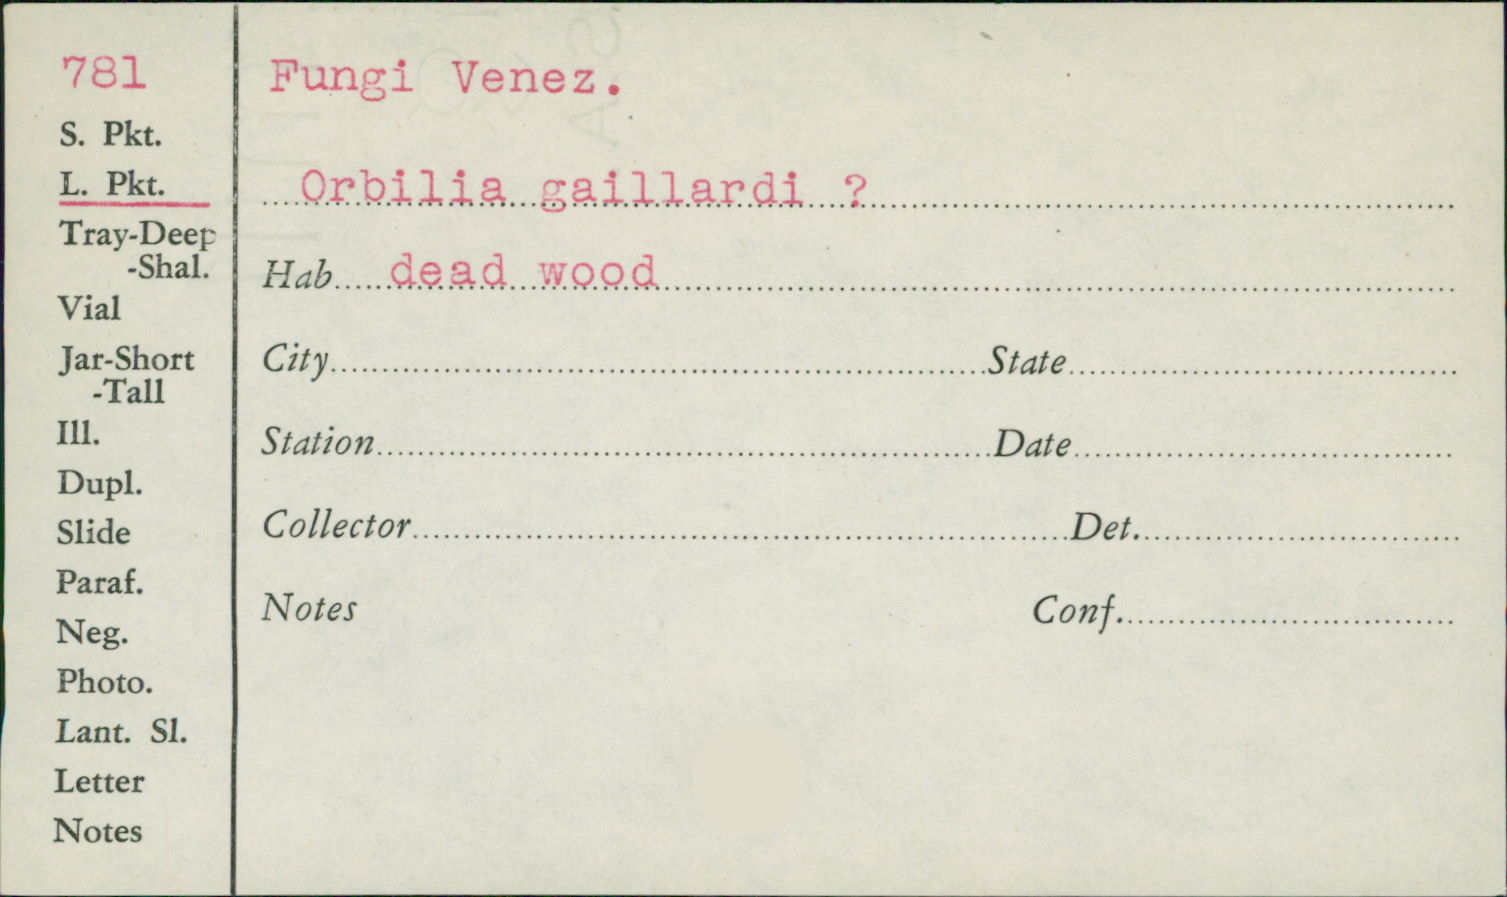 781
S. Pkt.
L. Pkt.
Tray-Deep
-Shal.
Vial
Jar-Short
-Tall
Ill.
Dupl.
Slide
Paraf.
Neg.
Photo.
Lant. Sl.
Letter
Notes
Fungi Venez.
Orbilia gaillardi ?
Hab.....dead wood
City State
Station Date
Collector Det.
Notes Conf.